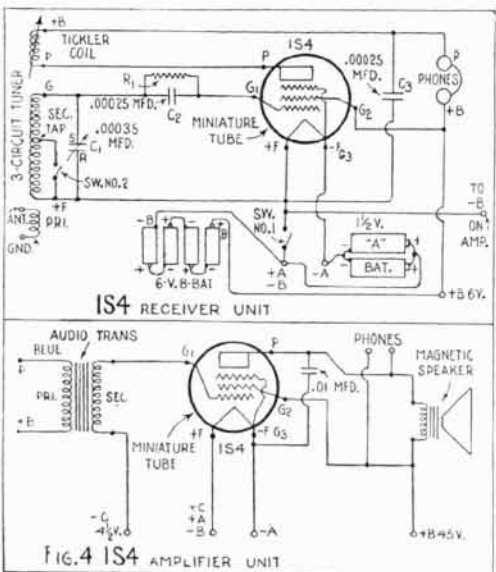 +B
TICKLER
COIL
P
1S4
P
R1
.00025 MFD.
C2
G
G1
G2
.00025
MFD.
C3
P
PHONES
+B
3-CIRCUIT TUNER
SEC.
TAP
S
C1
R
.00035
MFD.
SW. NO.2
MINIATURE
TUBE
+F
-F
G3
+F
ANT.
PRI.
GND.
SW.
NO.1
1½V.
TO
-B
ON
AMP.
-B
+
-
+
-
+B
6-V. B-BAT
+A
-B
-A
-
"A"
+
-
BAT.
+
+B 6V.
1S4 RECEIVER UNIT
AUDIO TRANS
BLUE
P
PRI.
SEC.
+B
G1
P
G2
MINIATURE
TUBE
1S4
+F
-F G3
.01 MFD.
PHONES
MAGNETIC
SPEAKER
-C
4½V.
+C
+A
-B
-A
+B 45V.
FIG. 4 1S4 AMPLIFIER UNIT